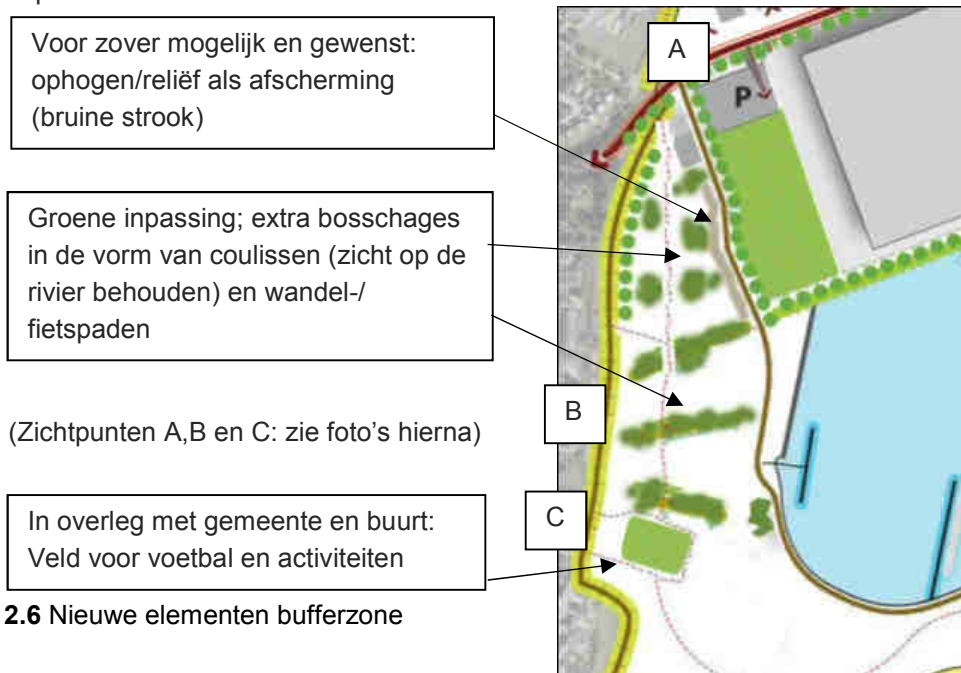 Voor zover mogelijk en gewenst:
ophogen/reliëf als afscherming
(bruine strook)
Groene inpassing; extra bosschages
in de vorm van coulissen (zicht op de
rivier behouden) en wandel-/
fietspaden
(Zichtpunten A,B en C: zie foto's hierna)
In overleg met gemeente en buurt:
Veld voor voetbal en activiteiten
2.6 Nieuwe elementen bufferzone
A
P
B
C